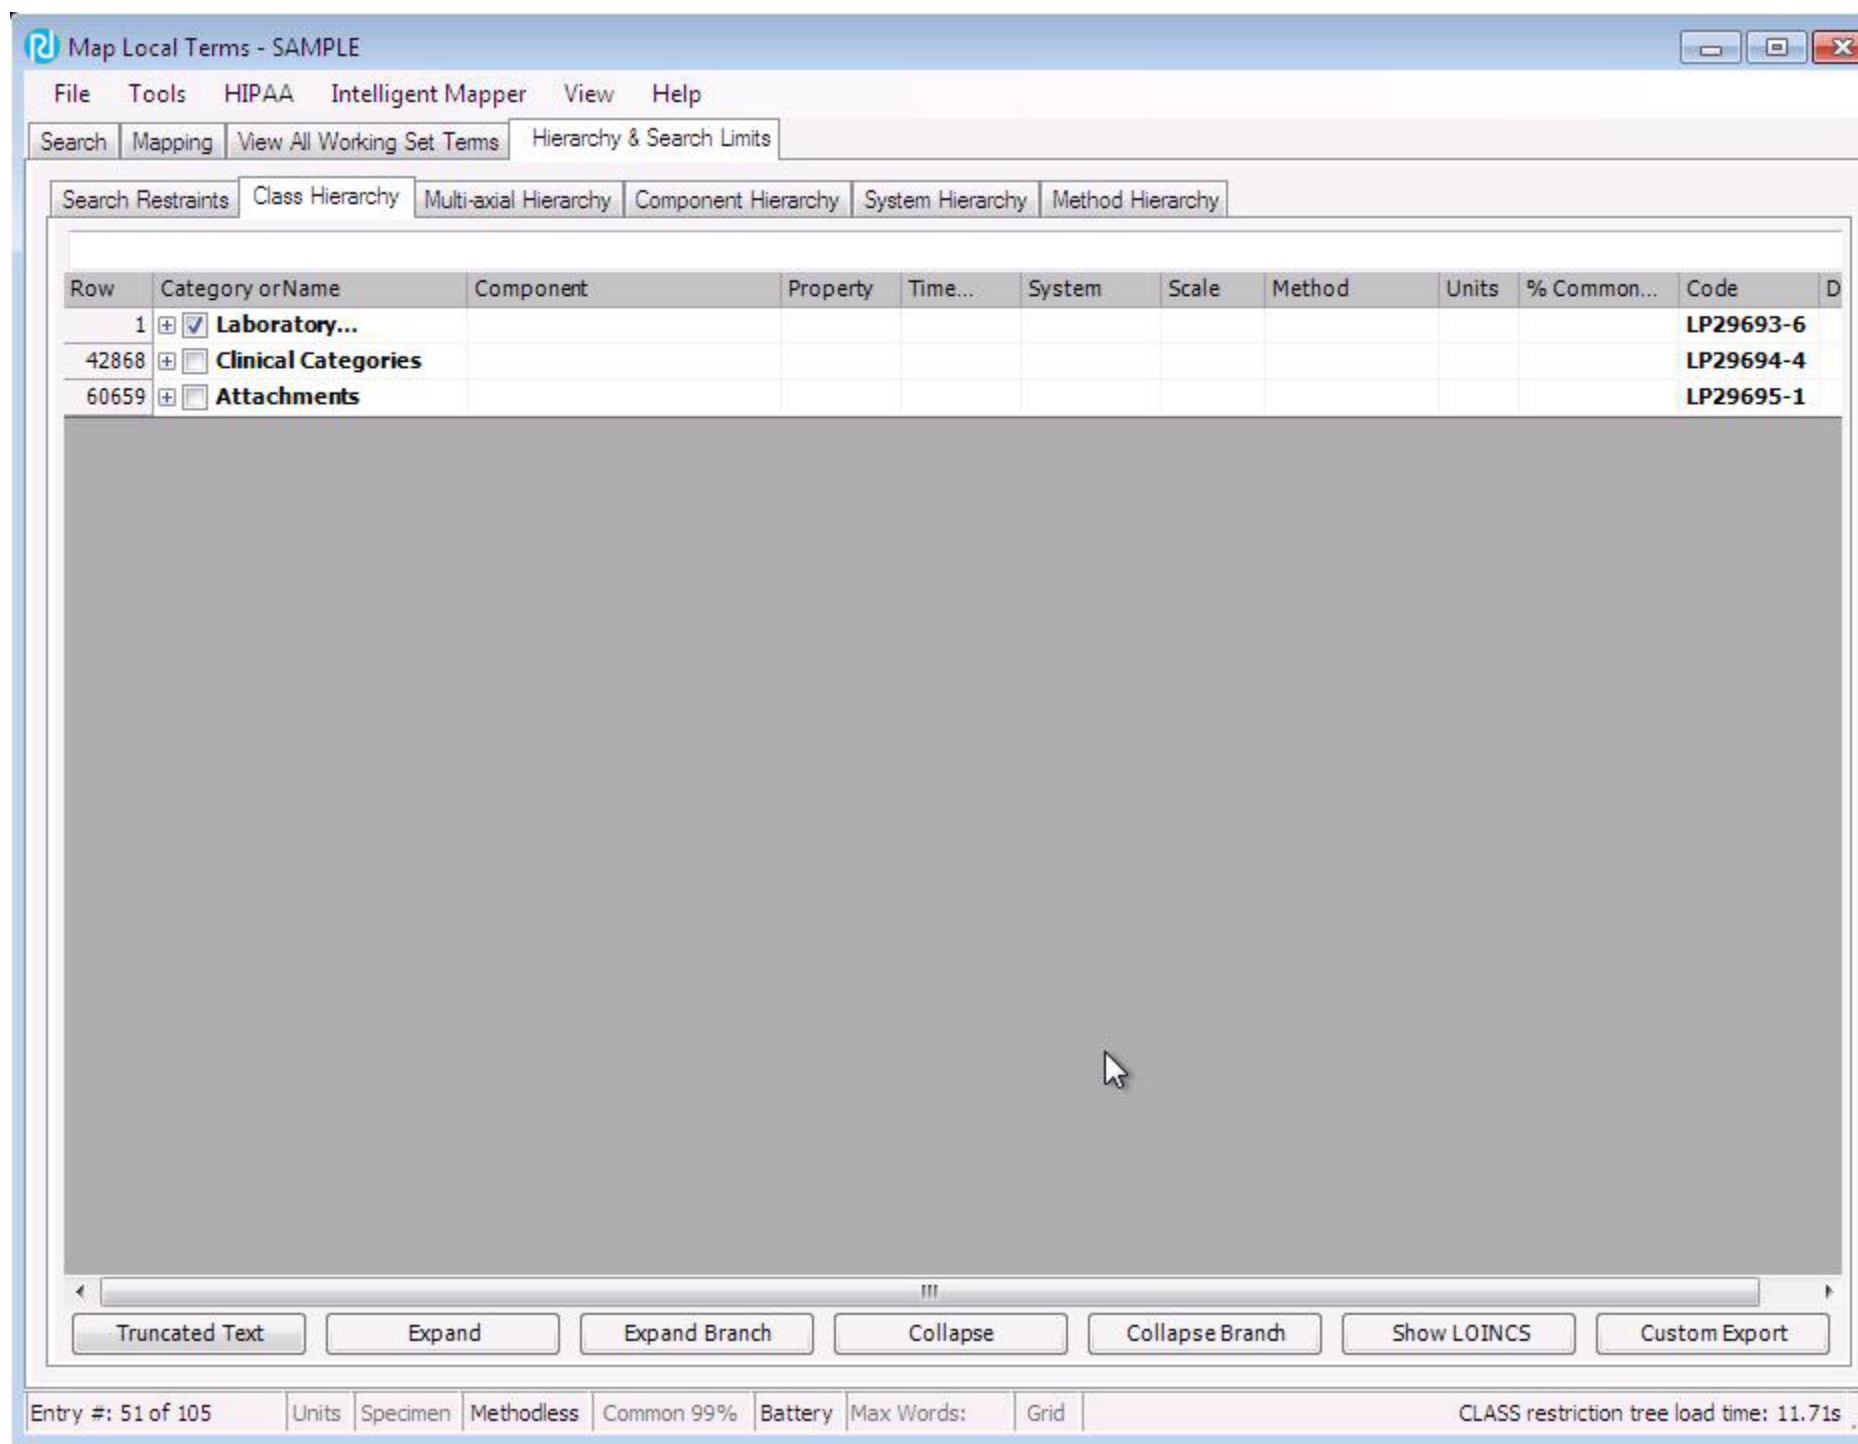 Map Local Terms - SAMPLE
File Tools HIPAA Intelligent Mapper View Help
Search Mapping View All Working Set Terms Hierarchy & Search Limits
Search Restraints Class Hierarchy Multi-axial Hierarchy Component Hierarchy System Hierarchy Method Hierarchy
Row Category or Name Component Property Time... System Scale Method Units % Common... Code D
1 Laboratory... LP29693-6
42868 Clinical Categories LP29694-4
60659 Attachments LP29695-1
Truncated Text Expand Expand Branch Collapse Collapse Branch Show LOINCS Custom Export
Entry #: 51 of 105 Units Specimen Methodless Common 99% Battery Max Words: Grid CLASS restriction tree load time: 11.71s